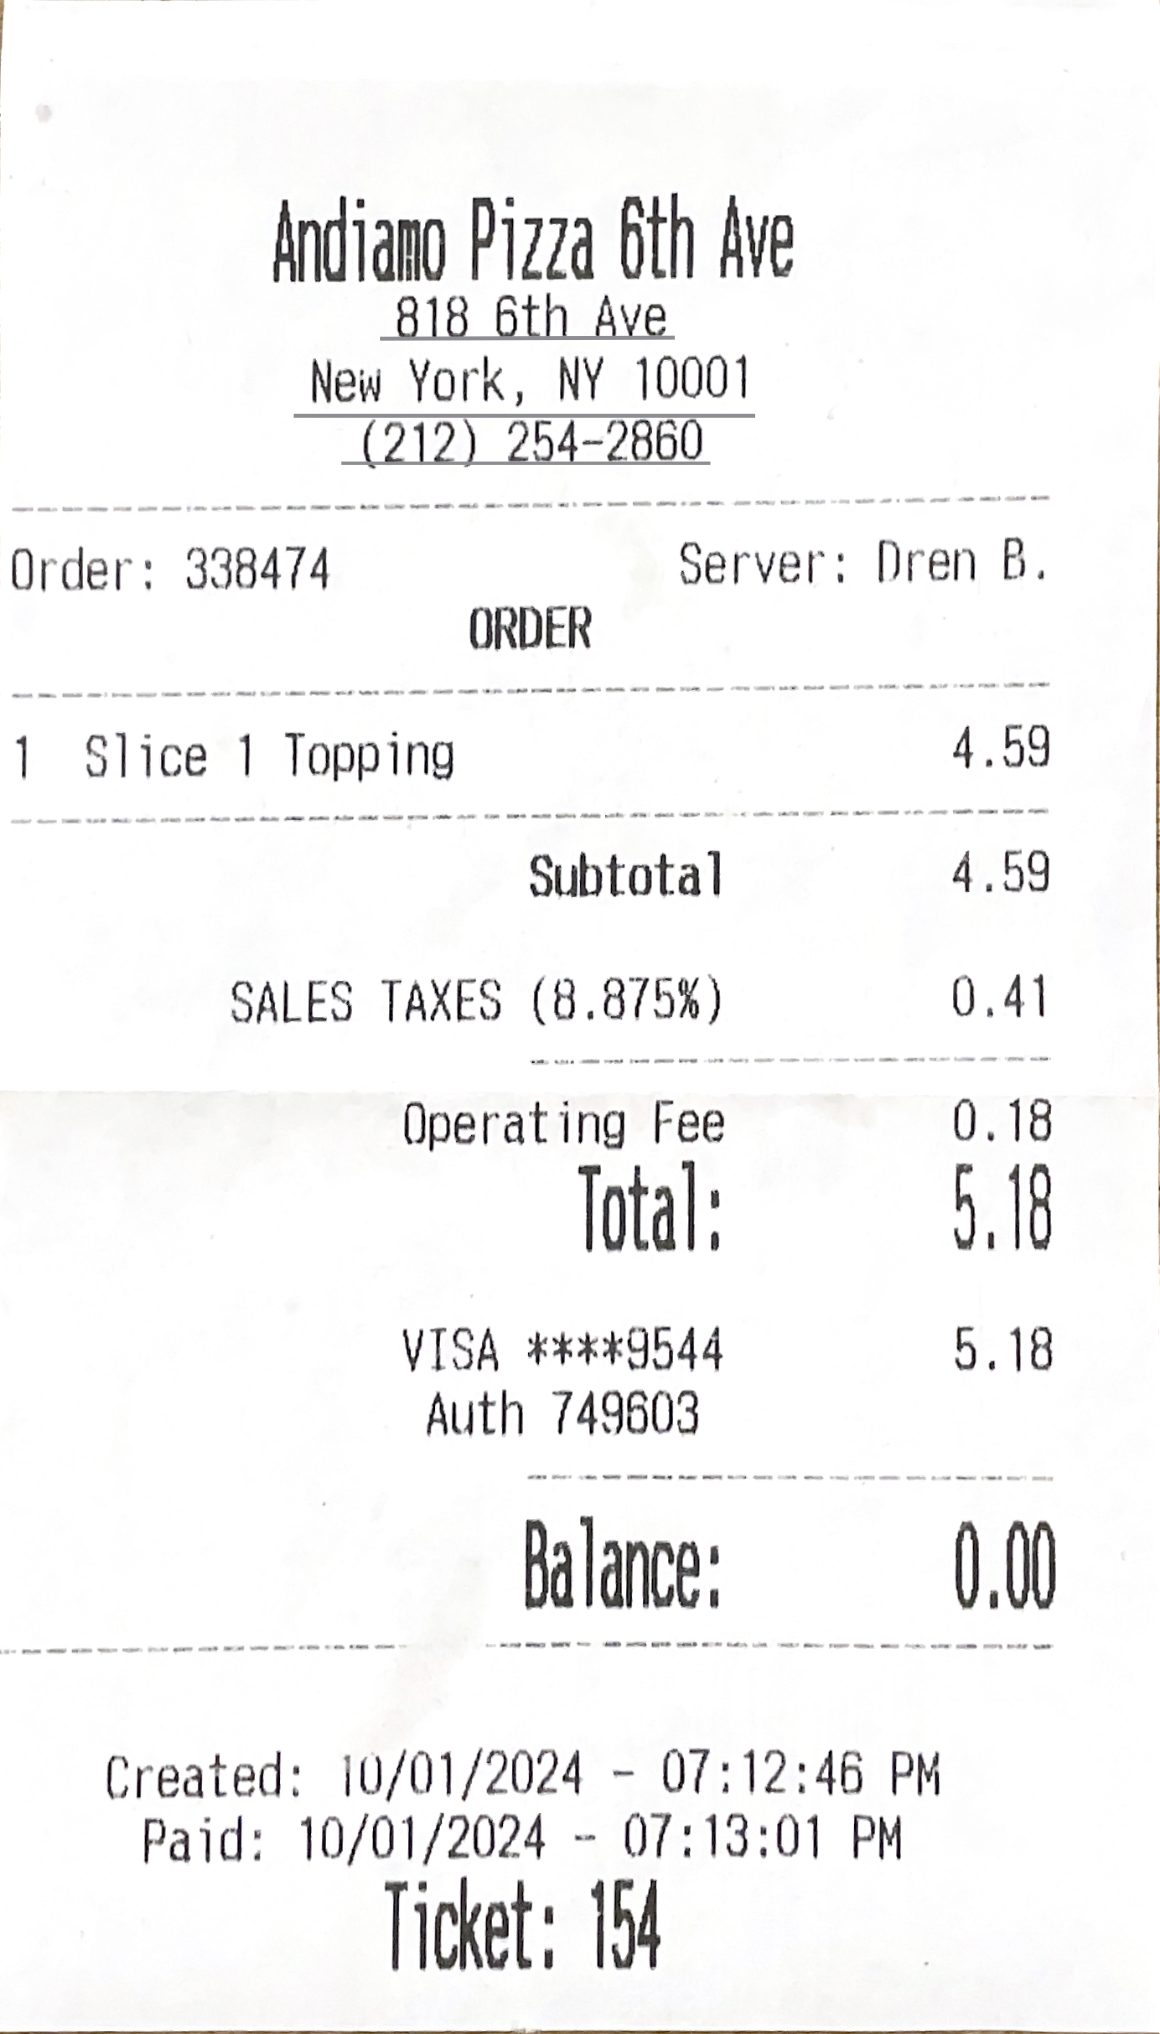 Andiamo Pizza 6th Ave
818 6th Ave
New York, NY 10001
(212) 254-2860
Order: 338474 Server: Dren B.
ORDER
1 Slice 1 Topping 4.59
Subtotal 4.59
SALES TAXES (8.875%) 0.41
Operating Fee 0.18
Total: 5.18
VISA ****9544 5.18
Auth 749603
Balance: 0.00
Created: 10/01/2024 - 07:12:46 PM
Paid: 10/01/2024 - 07:13:01 PM
Ticket: 154